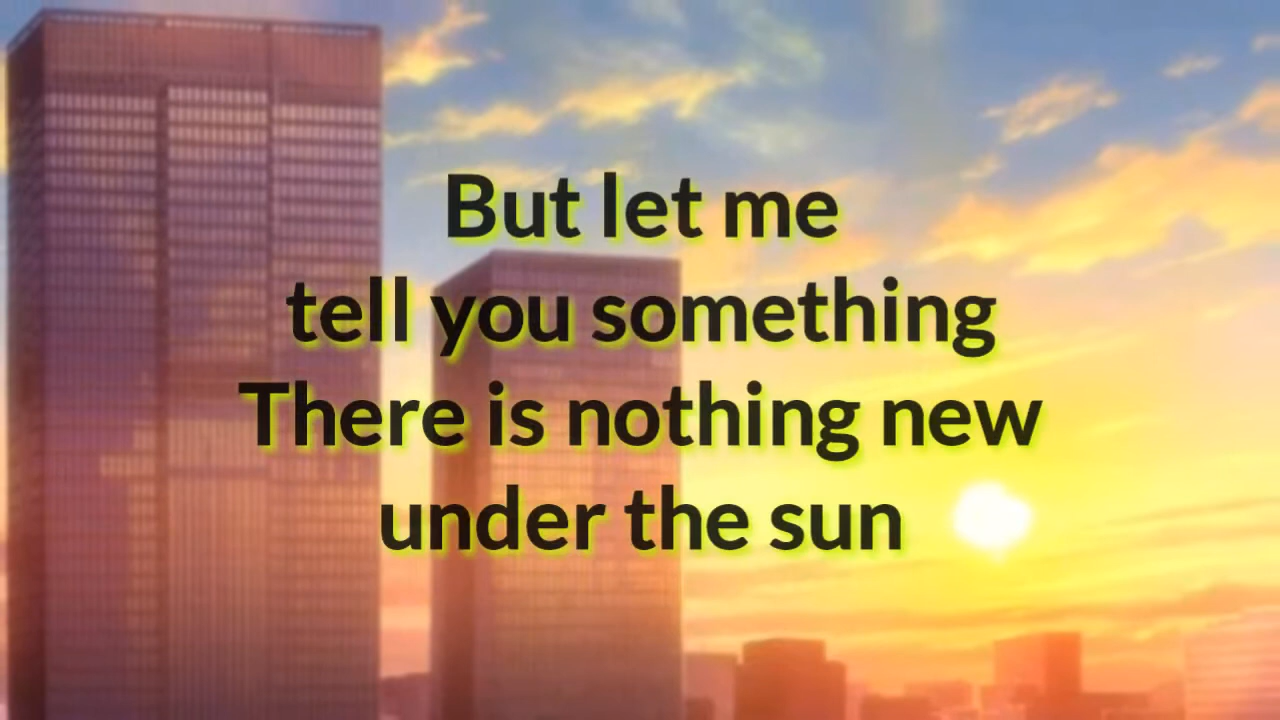 But let me
tell you something
There is nothing new
under the sun